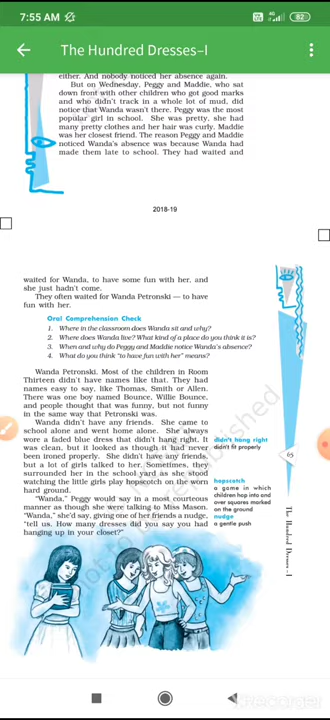 82
The Hundred Dresses–I
either. And nobody noticed her absence again.
But on Wednesday, Peggy and Maddie, who sat
down front with other children who got good marks
and who didn't track in a whole lot of mud, did
notice that Wanda wasn't there. Peggy was the most
popular girl in school. She was pretty, she had
many pretty clothes and her hair was curly. Maddie
was her closest friend. The reason Peggy and Maddie
noticed Wanda's absence was because Wanda had
made them late to school. They had waited and
2018-19
waited for Wanda, to have some fun with her, and
she just hadn't come.
They often waited for Wanda Petronski — to have
fun with her.
Oral Comprehension Check
1. Where in the classroom does Wanda sit and why?
2. Where does Wanda live? What kind of a place do you think it is?
3. When and why do Peggy and Maddie notice Wanda's absence?
4. What do you think “to have fun with her” means?
Wanda Petronski. Most of the children in Room
Thirteen didn't have names like that. They had
names easy to say, like Thomas, Smith or Allen.
There was one boy named Bounce, Willie Bounce,
and people thought that was funny, but not funny
in the same way that Petronski was.
Wanda didn't have any friends. She came to
school alone and went home alone. She always
wore a faded blue dress that didn't hang right. It
was clean, but it looked as though it had never
been ironed properly. She didn't have any friends,
but a lot of girls talked to her. Sometimes, they
surrounded her in the school yard as she stood
watching the little girls play hopscotch on the worn
hard ground.
“Wanda,” Peggy would say in a most courteous
manner as though she were talking to Miss Mason.
“Wanda,” she'd say, giving one of her friends a nudge,
“tell us. How many dresses did you say you had
hanging up in your closet?”
didn't hang right
didn't fit properly
65
hopscotch
a game in which
children hop into and
over squares marked
on the ground
nudge
a gentle push
The Hundred Dresses–I